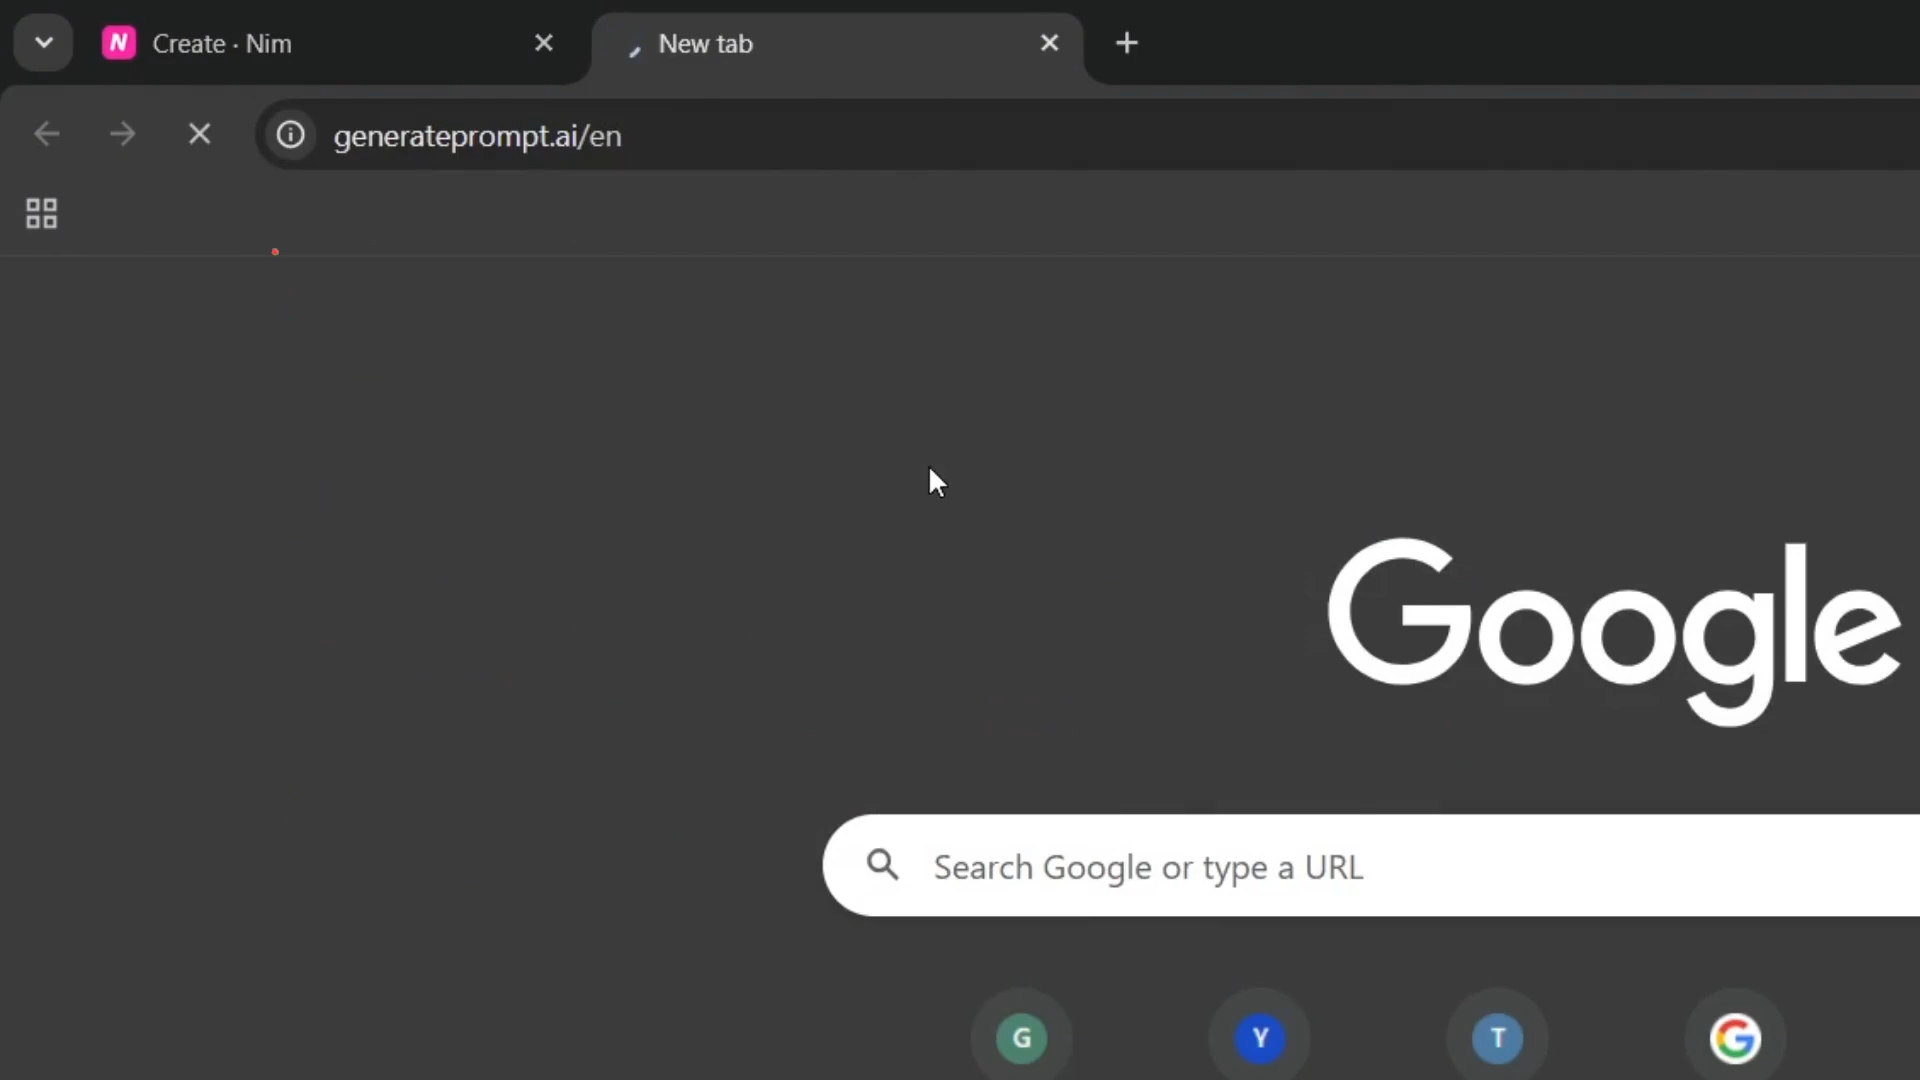 N Create · Nim
New tab
generateprompt.ai/en
Google
Search Google or type a URL
G Y T G